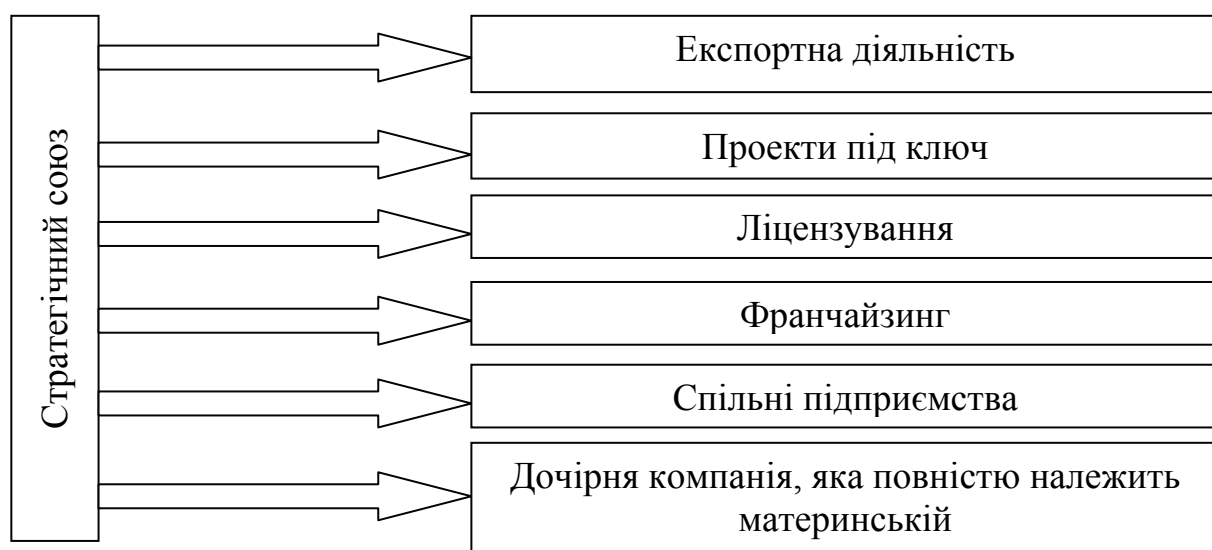 Стратегічний союз
Експортна діяльність
Проекти під ключ
Ліцензування
Франчайзинг
Спільні підприємства
Дочірня компанія, яка повністю належить
материнській